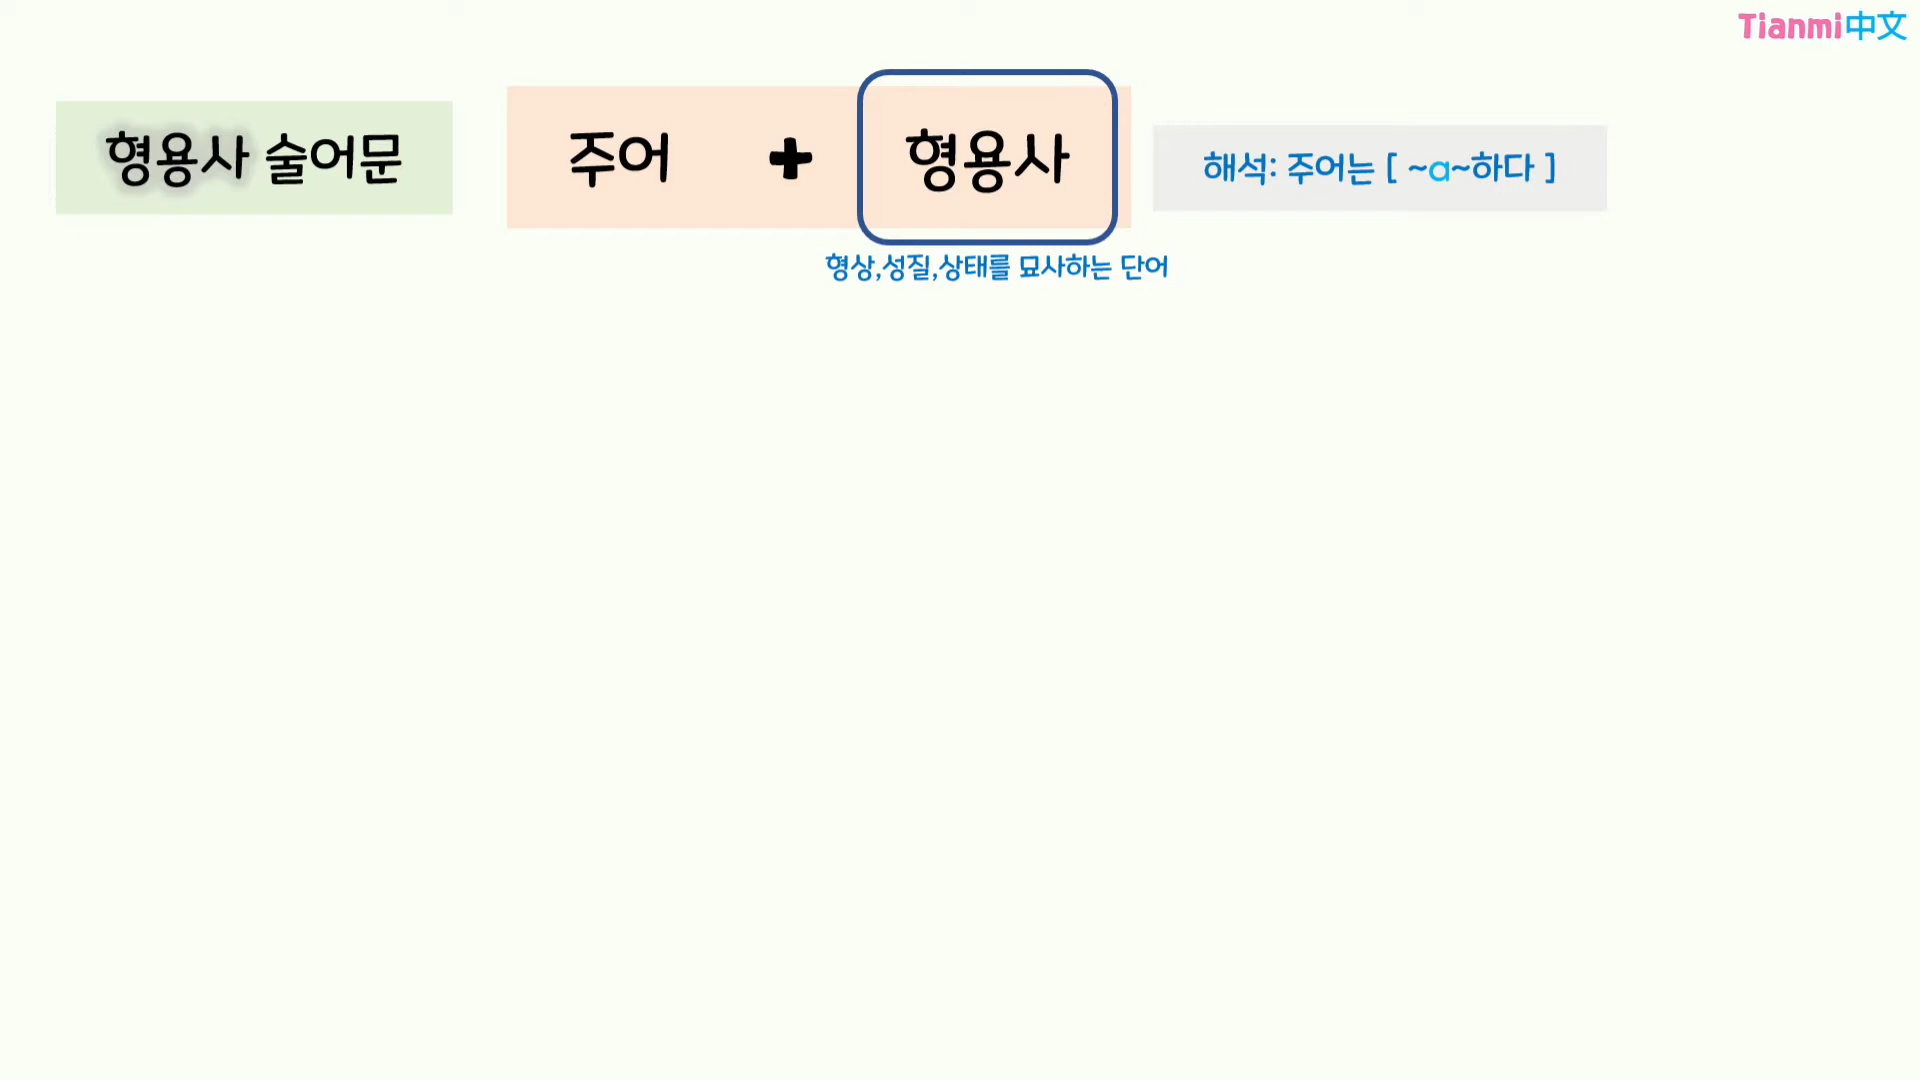 Tianmi中文
형용사 술어문
주어 + 형용사
해석: 주어는 [ ~a~하다 ]
형상,성질,상태를 묘사하는 단어